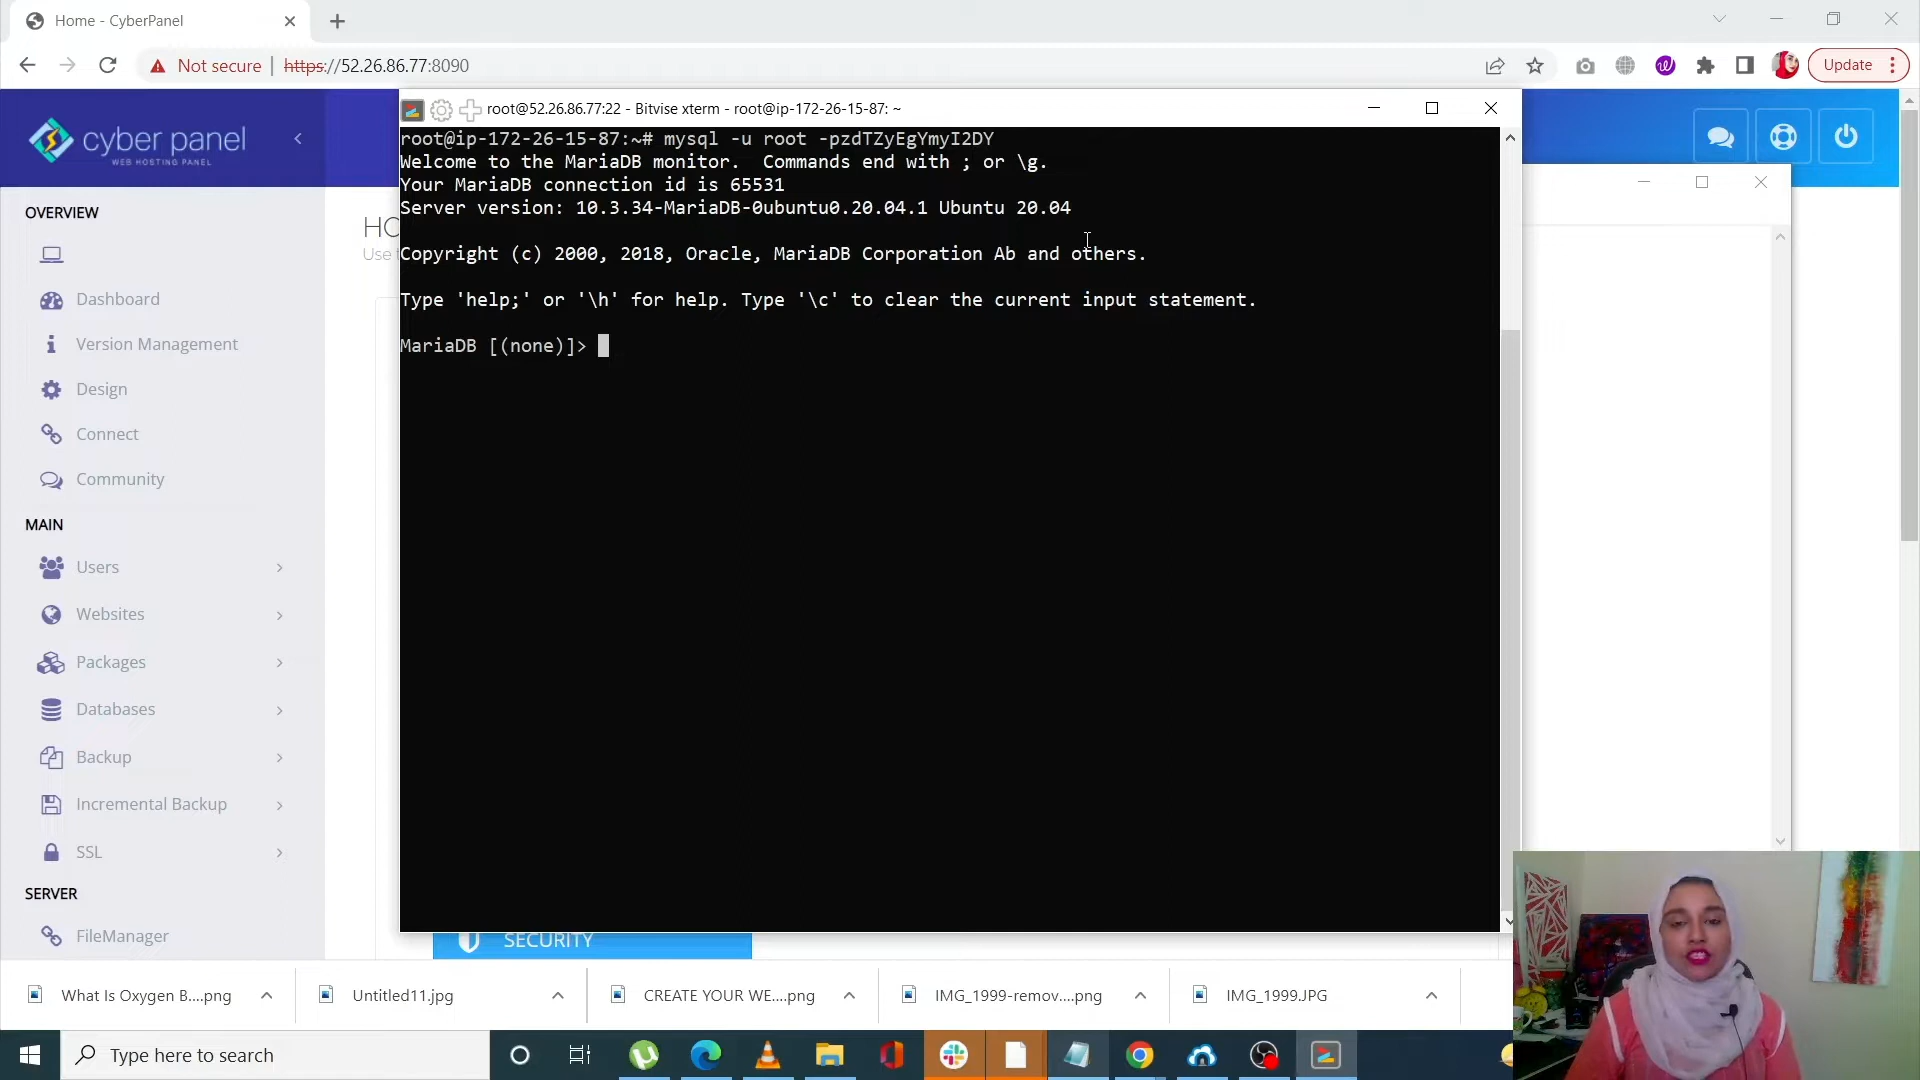 Home - CyberPanel
Not secure
https://52.26.86.77:8090
Update
cyber panel
WEB HOSTING PANEL
root@52.26.86.77:22 - Bitvise xterm - root@ip-172-26-15-87: ~
root@ip-172-26-15-87:~# mysql -u root -pzdTZyEgYmyI2DY
Welcome to the MariaDB monitor.  Commands end with ; or \g.
Your MariaDB connection id is 65531
Server version: 10.3.34-MariaDB-0ubuntu0.20.04.1 Ubuntu 20.04
Copyright (c) 2000, 2018, Oracle, MariaDB Corporation Ab and others.
Type 'help;' or '\h' for help. Type '\c' to clear the current input statement.
MariaDB [(none)]>
OVERVIEW
Dashboard
Version Management
Design
Connect
Community
MAIN
Users
Websites
Packages
Databases
Backup
Incremental Backup
SSL
SERVER
FileManager
HO
Use
SECURITY
What Is Oxygen B....png
Untitled11.jpg
CREATE YOUR WE....png
IMG_1999-remov....png
IMG_1999.JPG
Type here to search